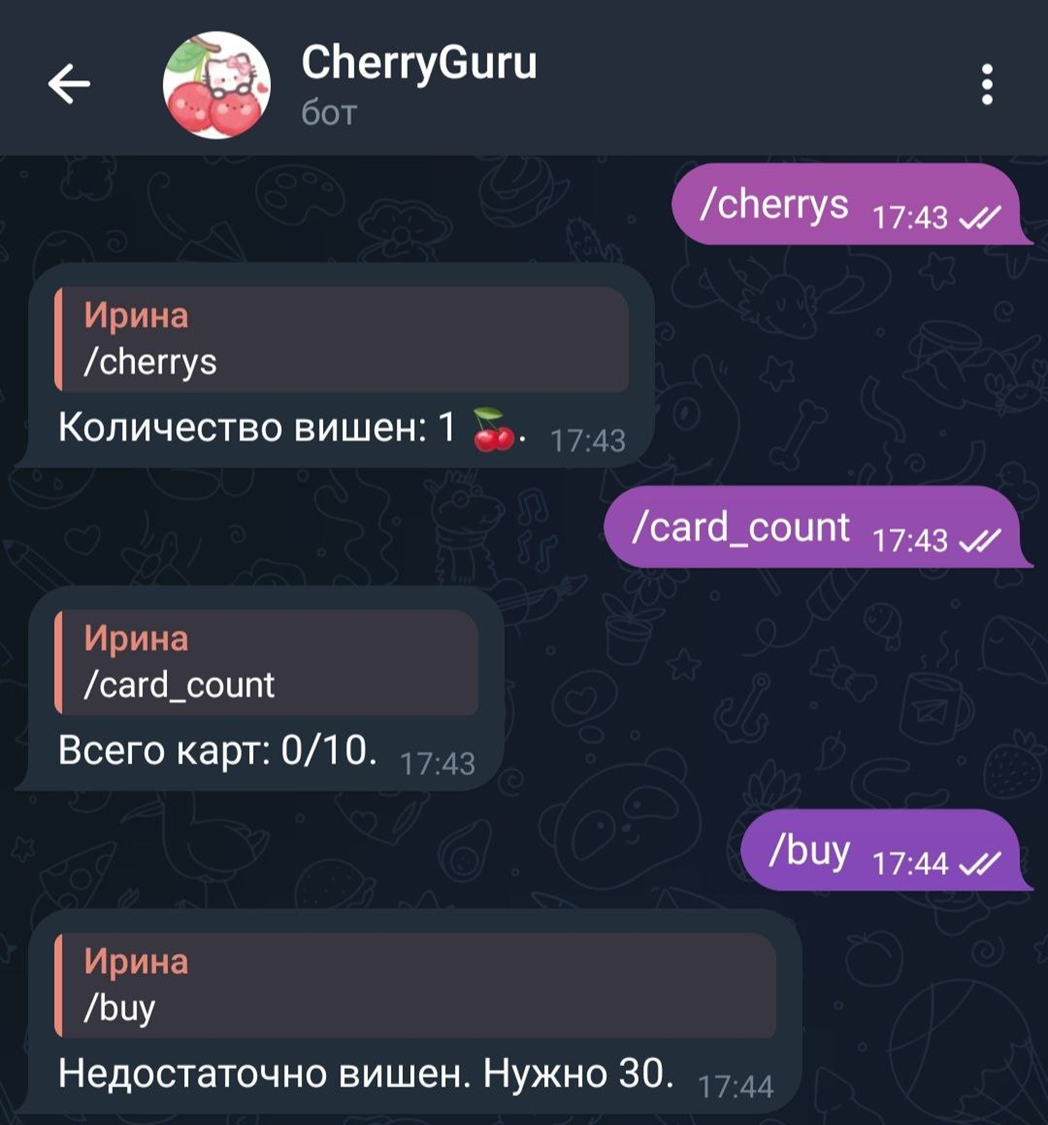 CherryGuru
бот
/cherrys 17:43
Ирина
/cherrys
Количество вишен: 1 🍒. 17:43
/card_count 17:43
Ирина
/card_count
Всего карт: 0/10. 17:43
/buy 17:44
Ирина
/buy
Недостаточно вишен. Нужно 30. 17:44